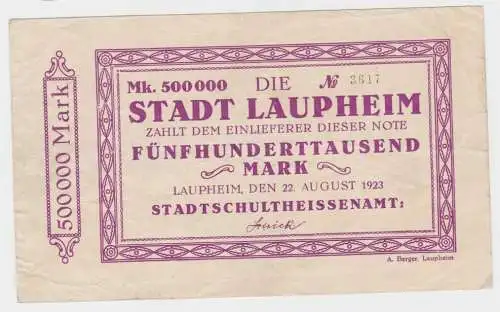 500000 Mark
Mk. 500000 DIE № 3617
STADT LAUPHEIM
ZAHLT DEM EINLIEFERER DIESER NOTE
FÜNFHUNDERTTAUSEND
MARK
LAUPHEIM, DEN 22. AUGUST 1923
STADTSCHULTHEISSENAMT:
A. Berger, Laupheim